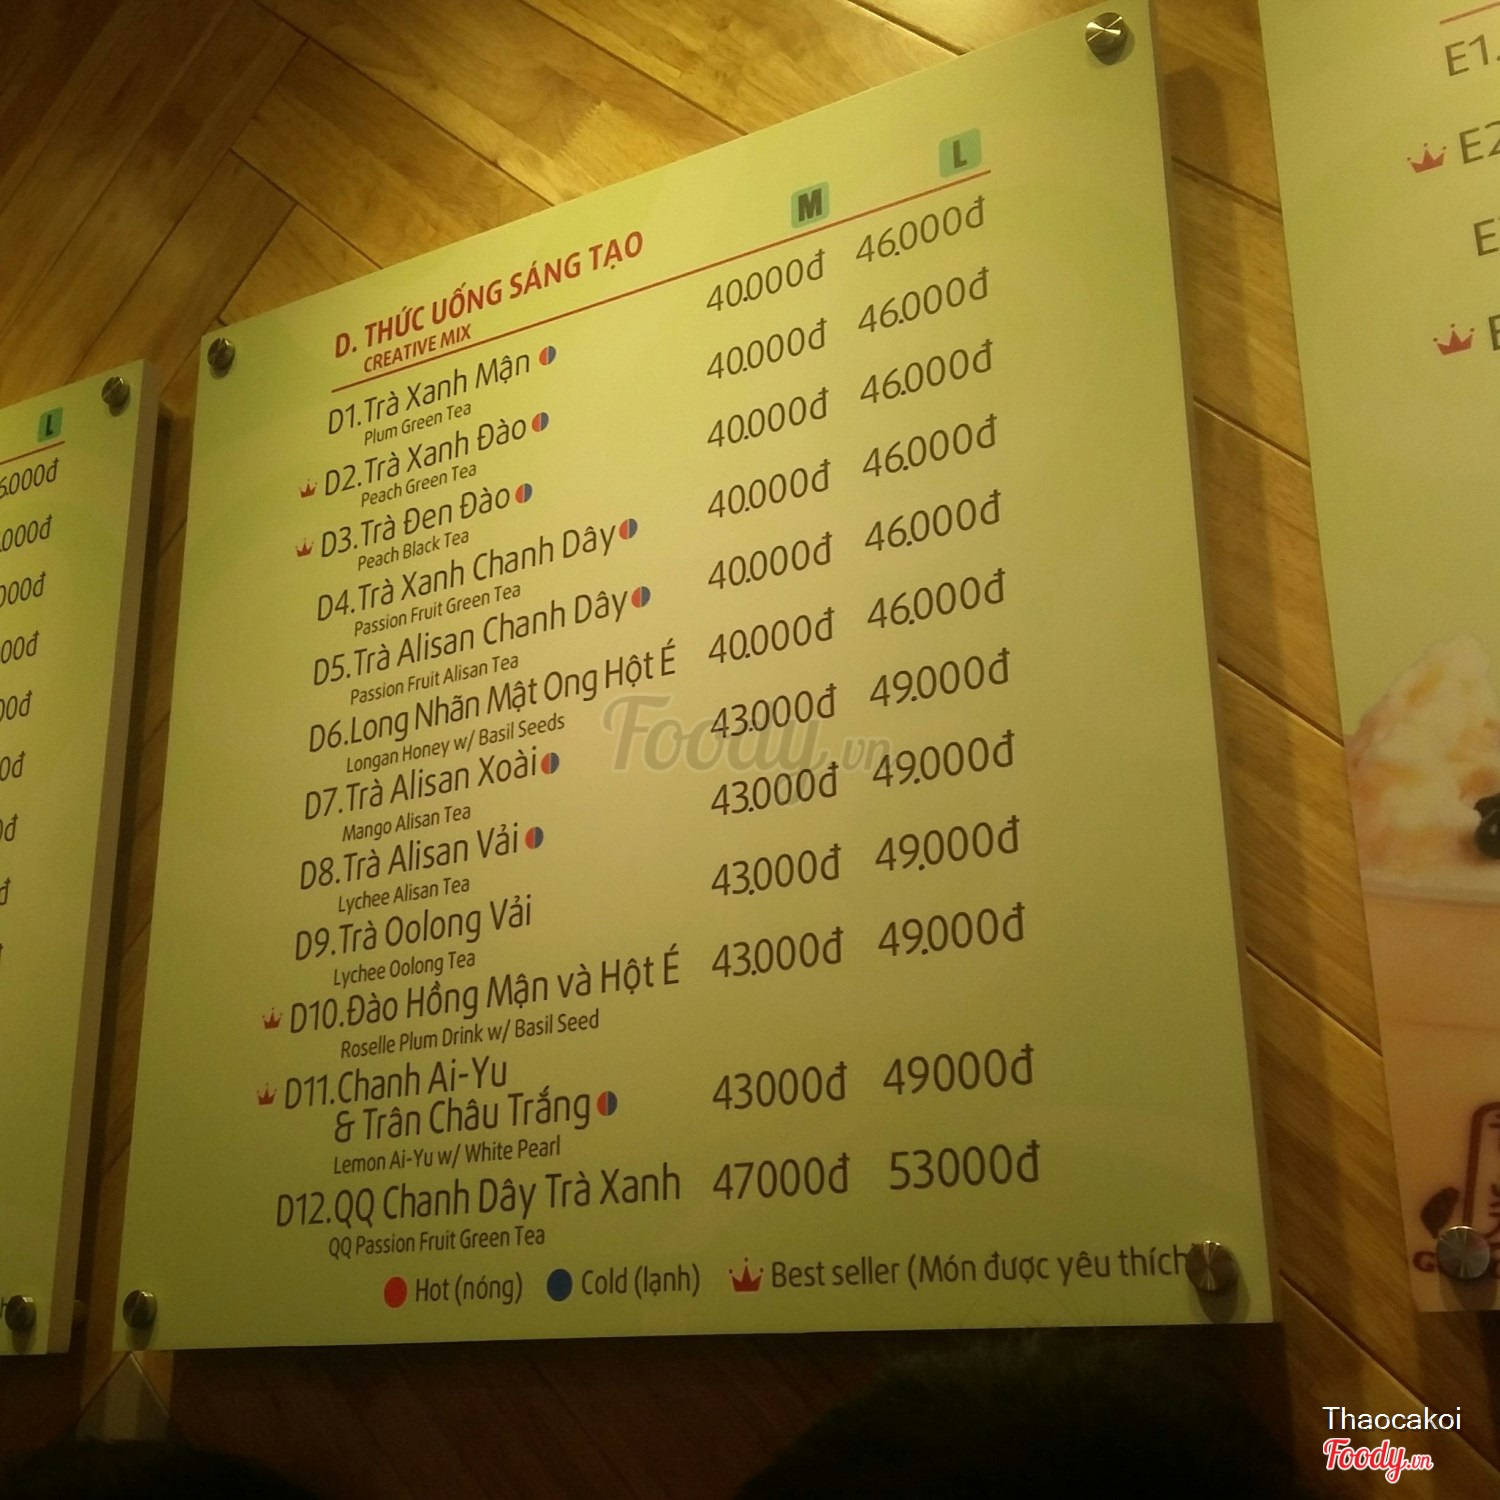 L
000đ
000đ
00đ
D. THỨC UỐNG SÁNG TẠO
CREATIVE MIX
M L
D1.Trà Xanh Mận 40.000đ 46.000đ
Plum Green Tea
D2.Trà Xanh Đào 40.000đ 46.000đ
Peach Green Tea
D3.Trà Đen Đào 40.000đ 46.000đ
Peach Black Tea
D4.Trà Xanh Chanh Dây 40.000đ 46.000đ
Passion Fruit Green Tea
D5.Trà Alisan Chanh Dây 40.000đ 46.000đ
Passion Fruit Alisan Tea
D6.Long Nhãn Mật Ong Hột É 40.000đ 46.000đ
Longan Honey w/ Basil Seeds
D7.Trà Alisan Xoài 43.000đ 49.000đ
Mango Alisan Tea
D8.Trà Alisan Vải 43.000đ 49.000đ
Lychee Alisan Tea
D9.Trà Oolong Vải 43.000đ 49.000đ
Lychee Oolong Tea
D10.Đào Hồng Mận và Hột É 43.000đ 49.000đ
Roselle Plum Drink w/ Basil Seed
D11.Chanh Ai-Yu
& Trân Châu Trắng 43000đ 49000đ
Lemon Ai-Yu w/ White Pearl
D12.QQ Chanh Dây Trà Xanh 47000đ 53000đ
QQ Passion Fruit Green Tea
Hot (nóng) Cold (lạnh) Best seller (Món được yêu thích
E1.
E2
E
Foody.vn
Thaocakoi
Foody.vn